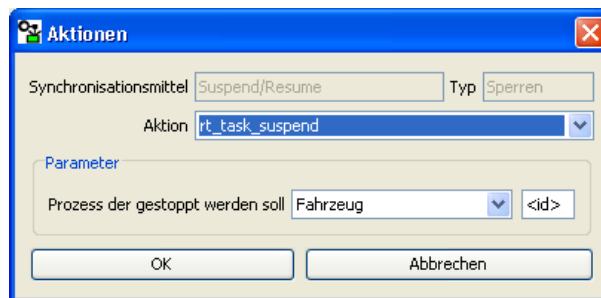 Aktionen
Synchronisationsmittel Suspend/Resume Typ Sperren
Aktion rt_task_suspend
Parameter
Prozess der gestoppt werden soll Fahrzeug <id>
OK Abbrechen